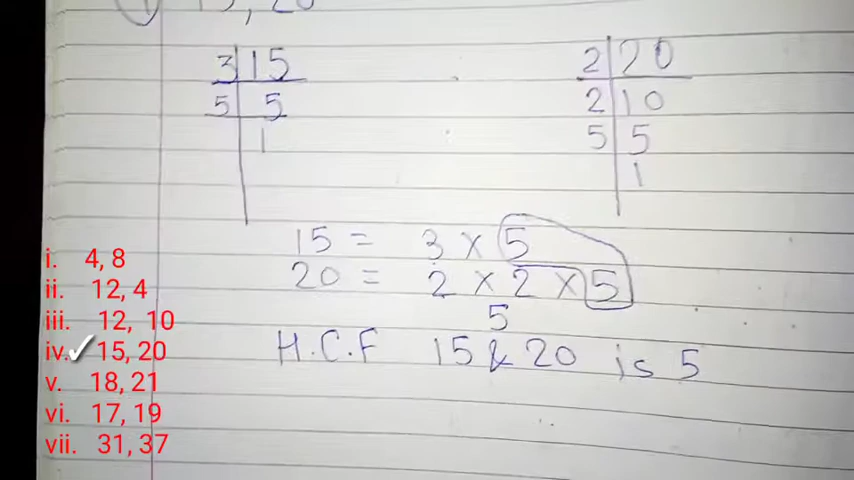 15, 20
3 15
5 5
1
2 20
2 10
5 5
1
15 = 3 × 5
20 = 2 × 2 × 5
5
H.C.F 15 & 20 is 5
i. 4, 8
ii. 12, 4
iii. 12, 10
iv. 15, 20
v. 18, 21
vi. 17, 19
vii. 31, 37